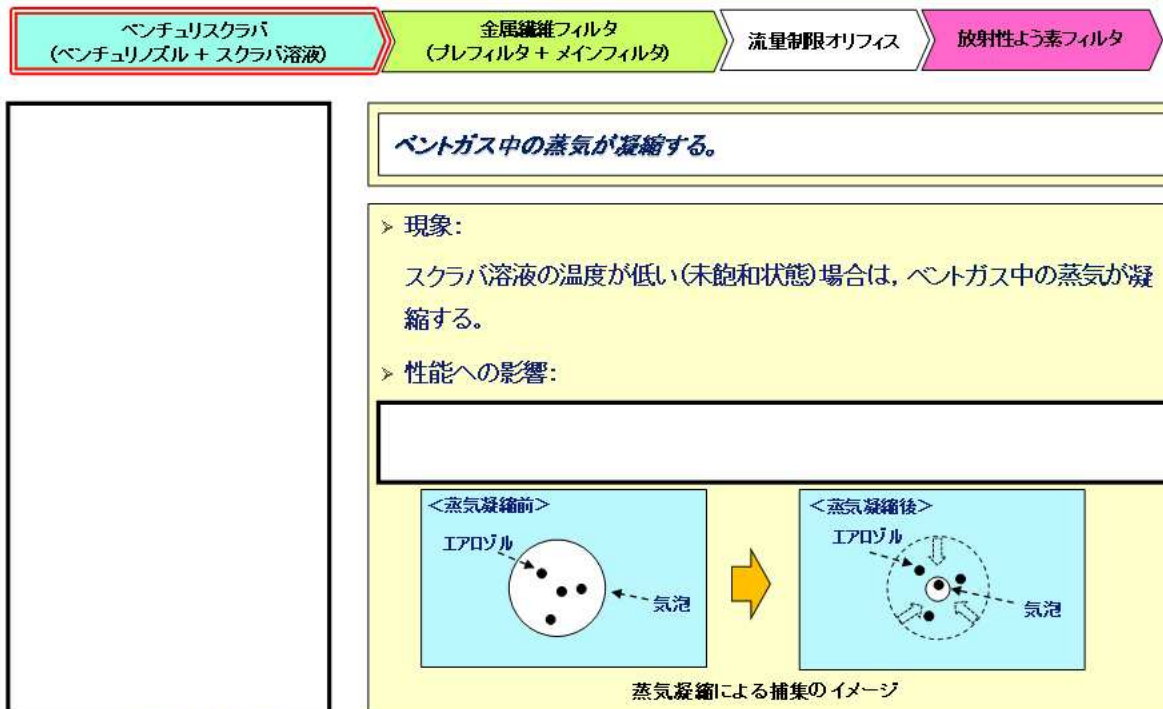 ベンチュリスクラバ
(ベンチュリノズル + スクラバ溶液)
金属繊維フィルタ
(プレフィルタ + メインフィルタ)
流量制限オリフィス
放射性よう素フィルタ
ベントガス中の蒸気が凝縮する。
➢ 現象:
スクラバ溶液の温度が低い(未飽和状態)場合は, ベントガス中の蒸気が凝
縮する。
➢ 性能への影響:
<蒸気凝縮前>
エアロゾル
気泡
<蒸気凝縮後>
エアロゾル
気泡
蒸気凝縮による捕集のイメージ